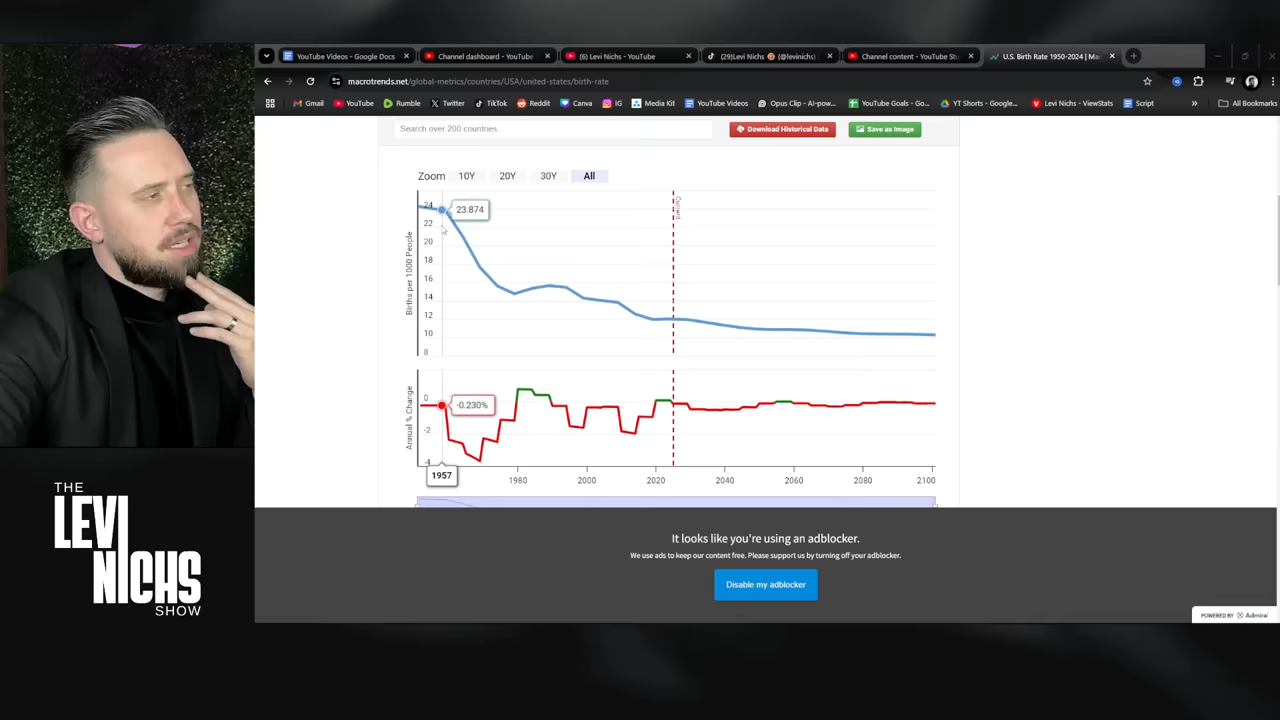 YouTube Videos - Google Docs
Channel dashboard - YouTube
(6) Levi Nichs - YouTube
(29)Levi Nichs
(@levinichs)
Channel content - YouTube Stu
U.S. Birth Rate 1950-2024 | Ma
macrotrends.net/global-metrics/countries/USA/united-states/birth-rate
Gmail
YouTube
Rumble
Twitter
TikTok
Reddit
Canva
IG
Media Kit
YouTube Videos
Opus Clip - AI-pow...
YouTube Goals - Go...
YT Shorts - Google...
Levi Nichs - ViewStats
Script
»
All Bookmarks
Search over 200 countries...
Download Historical Data
Save as Image
Zoom 10Y 20Y 30Y All
Current
24
23.874
22
20
18
16
14
12
10
8
Births per 1000 People
0
-0.230%
-2
-4
Annual % Change
1957
1980 2000 2020 2040 2060 2080 2100
It looks like you're using an adblocker.
We use ads to keep our content free. Please support us by turning off your adblocker.
Disable my adblocker
POWERED BY Admiral
THE
LEVI
NICHS
SHOW